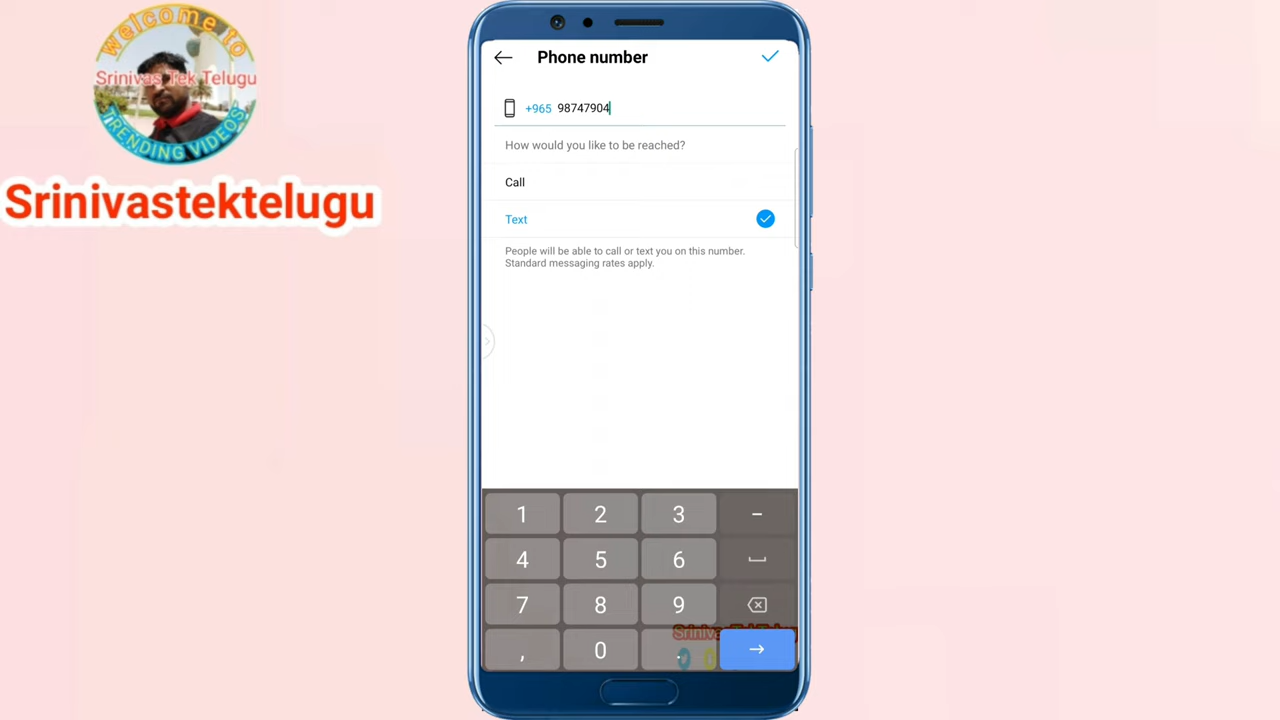 welcome to
Srinivas Tek Telugu
TRENDING VIDEOS
Srinivastektelugu
Phone number
+965 98747904
How would you like to be reached?
Call
Text
People will be able to call or text you on this number.
Standard messaging rates apply.
1 2 3 -
4 5 6
7 8 9
, 0 .